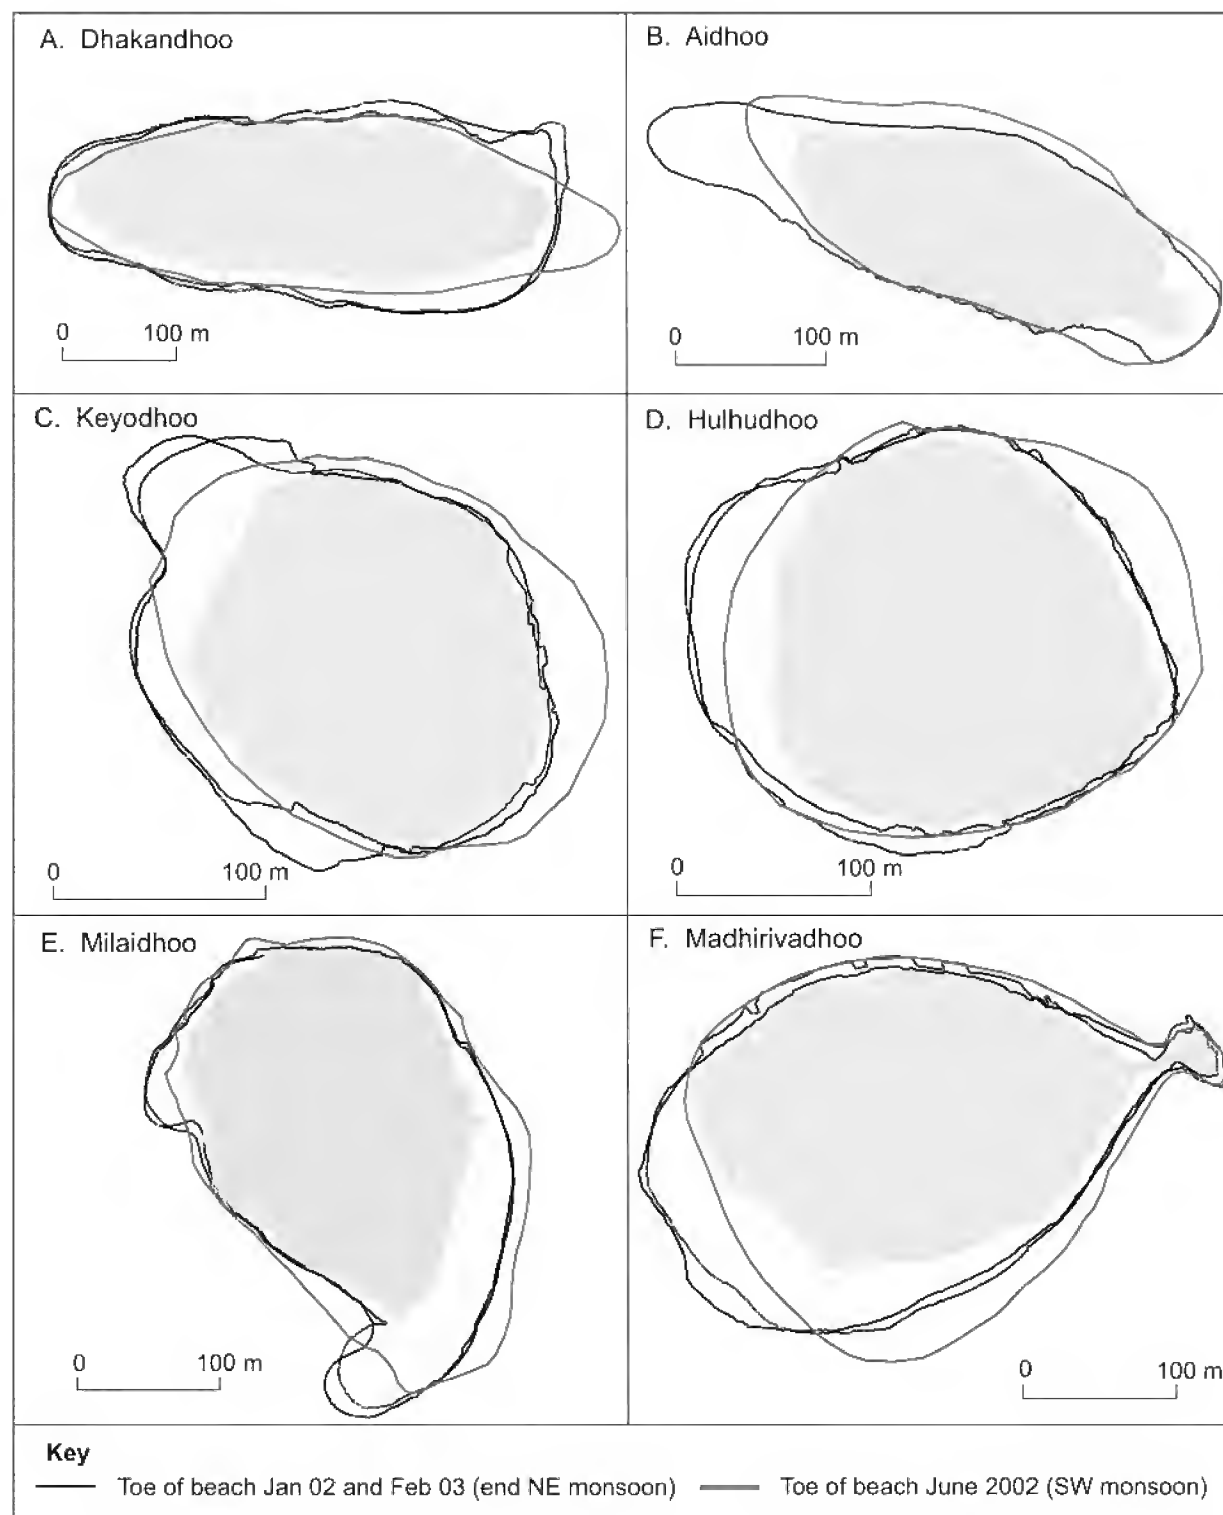 A. Dhakandhoo
B. Aidhoo
0 100 m
0 100 m
C. Keyodhoo
D. Hulhudhoo
0 100 m
0 100 m
E. Milaidhoo
F. Madhirivadhoo
0 100 m
0 100 m
Key
Toe of beach Jan 02 and Feb 03 (end NE monsoon)
Toe of beach June 2002 (SW monsoon)